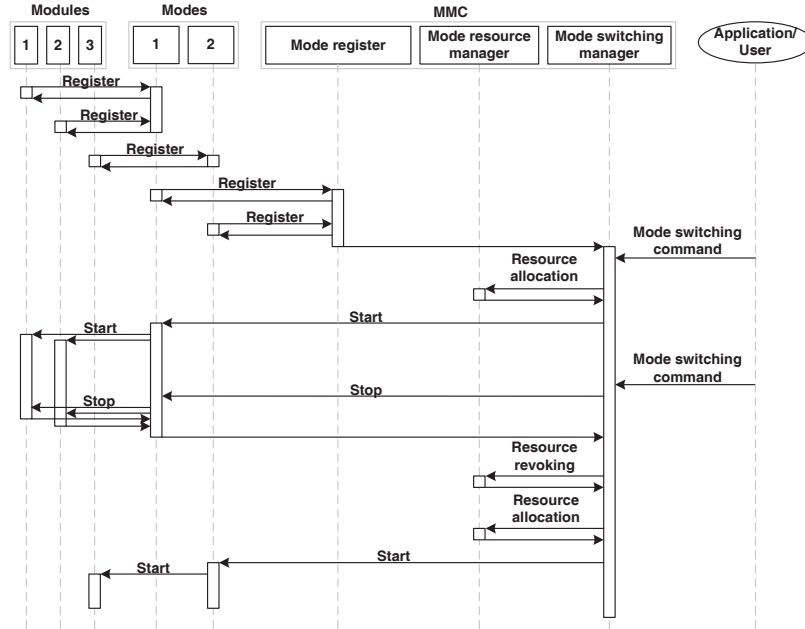 Modules
Modes
MMC
1
2
3
1
2
Mode register
Mode resource
manager
Mode switching
manager
Application/
User
Register
Register
Register
Register
Register
Mode switching
command
Resource
allocation
Start
Start
Mode switching
command
Stop
Stop
Resource
revoking
Resource
allocation
Start
Start